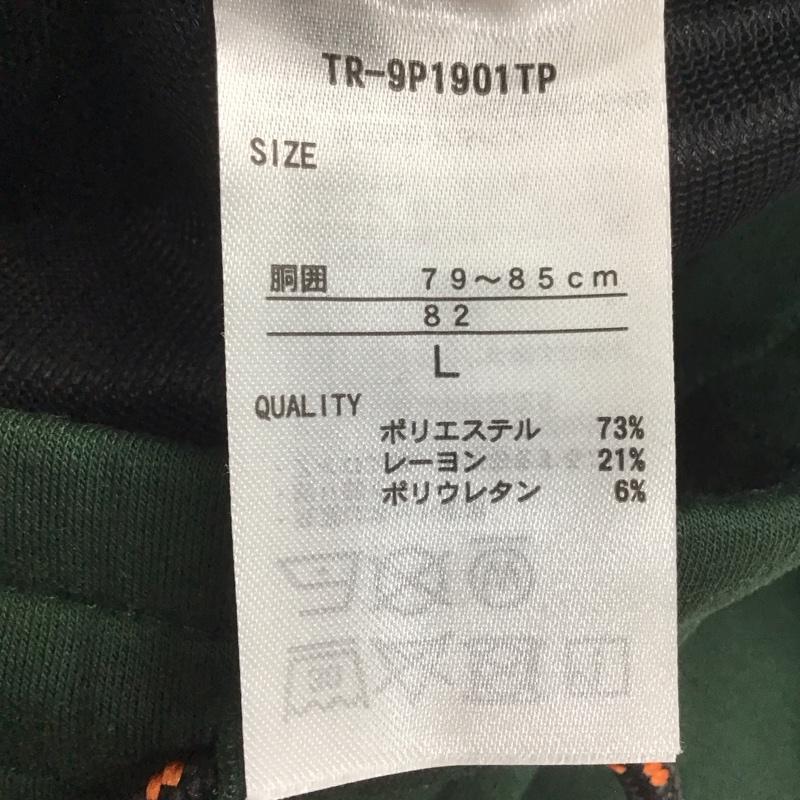 TR-9P1901TP
SIZE
胴囲 79～85cm
82
L
QUALITY
ポリエステル 73%
レーヨン 21%
ポリウレタン 6%